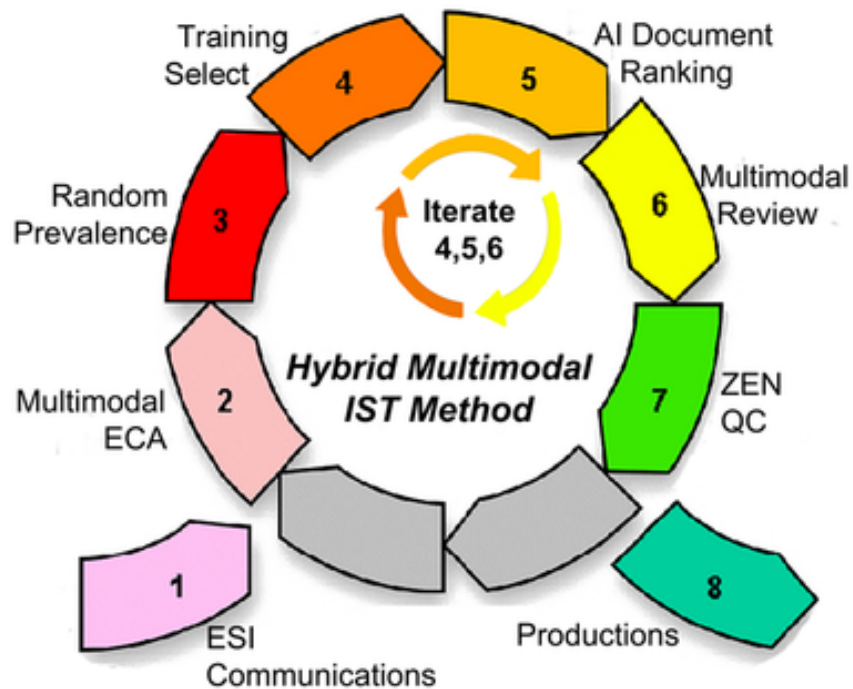 Training
Select
4
5
AI Document
Ranking
3
Random
Prevalence
6
Multimodal
Review
Iterate
4,5,6
Hybrid Multimodal
IST Method
2
Multimodal
ECA
7
ZEN
QC
1
ESI
Communications
8
Productions